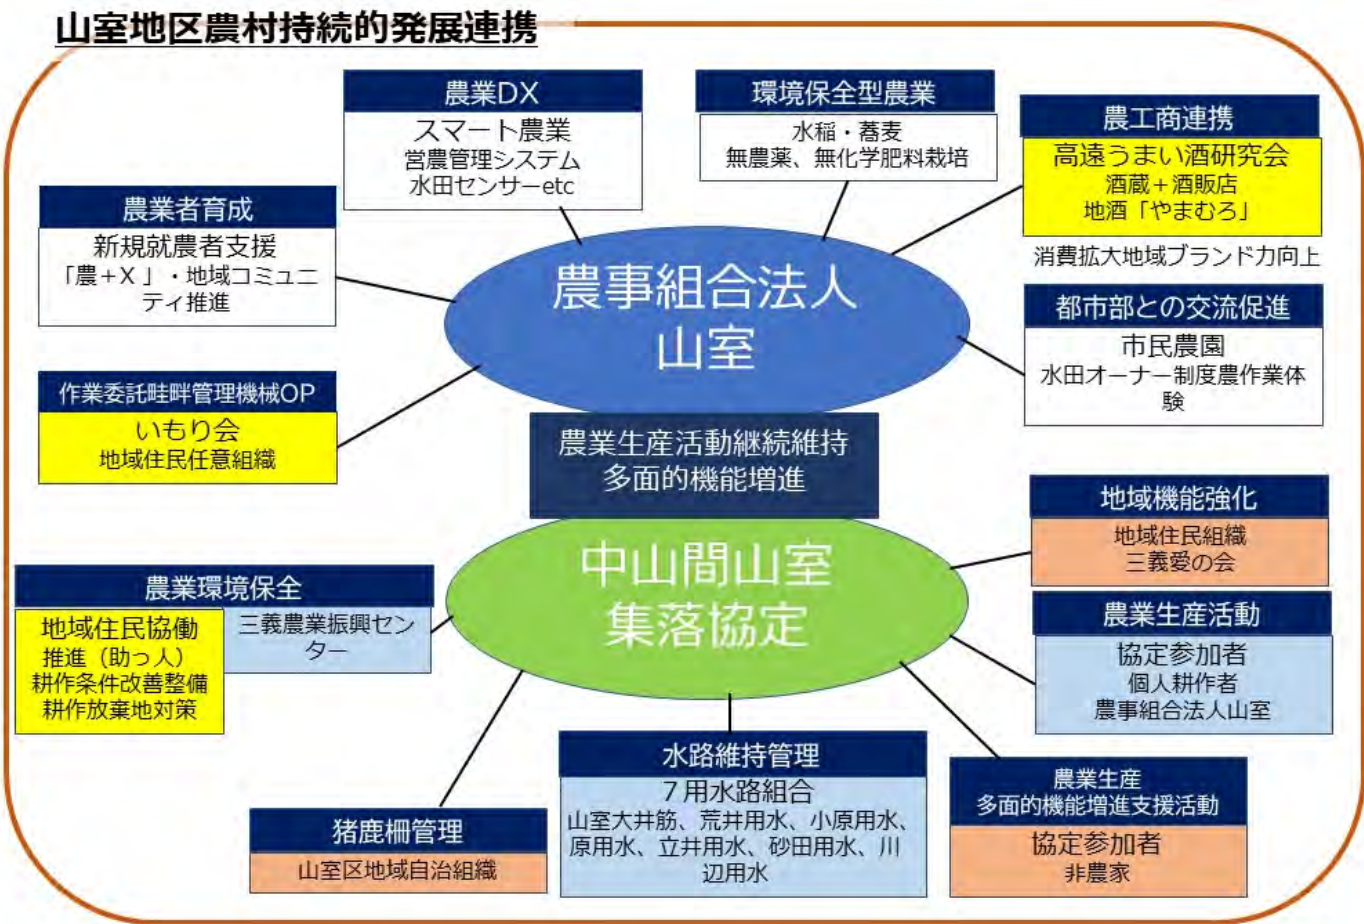 山室地区農村持続的発展連携
農業DX
スマート農業
営農管理システム
水田センサーetc
環境保全型農業
水稲・蕎麦
無農薬、無化学肥料栽培
農工商連携
高遠うまい酒研究会
酒蔵+酒販店
地酒「やまむろ」
消費拡大地域ブランド力向上
農業者育成
新規就農者支援
「農+X 」・地域コミュニ
ティ推進
農事組合法人
山室
都市部との交流促進
市民農園
水田オーナー制度農作業体
験
作業委託畦畔管理機械OP
いもり会
地域住民任意組織
農業生産活動継続維持
多面的機能増進
中山間山室
集落協定
地域機能強化
地域住民組織
三義愛の会
農業環境保全
地域住民協働
推進（助っ人）
耕作条件改善整備
耕作放棄地対策
三義農業振興セン
ター
農業生産活動
協定参加者
個人耕作者
農事組合法人山室
猪鹿柵管理
山室区地域自治組織
水路維持管理
７用水路組合
山室大井筋、荒井用水、小原用水、
原用水、立井用水、砂田用水、川
辺用水
農業生産
多面的機能増進支援活動
協定参加者
非農家